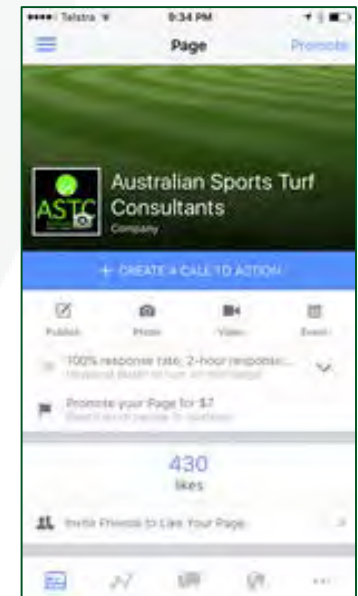 Telstra 9:34 PM
Page Promote
ASTC
Australian Sports Turf
Consultants
Company
+ CREATE A CALL TO ACTION
Publish Photo Video Event
100% response rate, 2-hour response...
Promote your Page for $7
430
likes
Invite Friends to Like Your Page